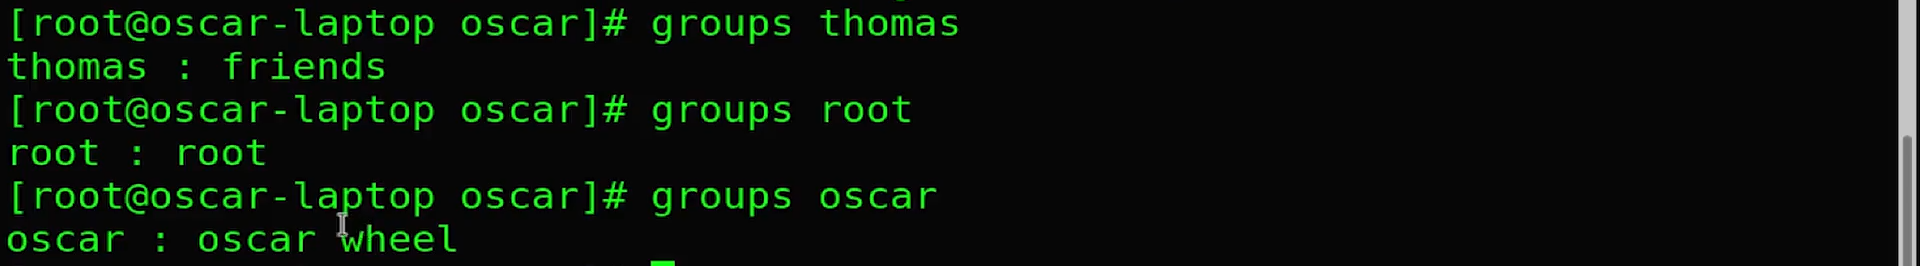 [root@oscar-laptop oscar]# groups thomas
thomas : friends
[root@oscar-laptop oscar]# groups root
root : root
[root@oscar-laptop oscar]# groups oscar
oscar : oscar wheel